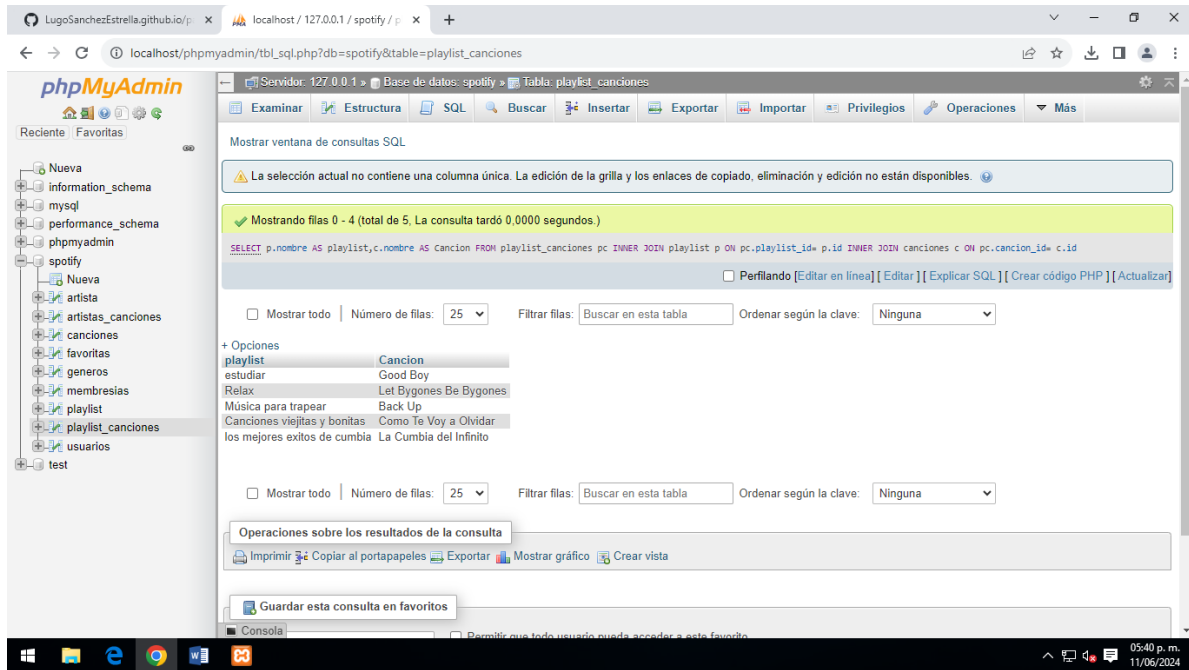 LugoSanchezEstrella.github.io/p
localhost / 127.0.0.1 / spotify / p
localhost/phpmyadmin/tbl_sql.php?db=spotify&table=playlist_canciones
phpMyAdmin
Reciente Favoritas
Nueva
information_schema
mysql
performance_schema
phpmyadmin
spotify
Nueva
artista
artistas_canciones
canciones
favoritas
generos
membresias
playlist
playlist_canciones
usuarios
test
Servidor: 127.0.0.1 » Base de datos: spotify » Tabla: playlist_canciones
Examinar Estructura SQL Buscar Insertar Exportar Importar Privilegios Operaciones Más
Mostrar ventana de consultas SQL
La selección actual no contiene una columna única. La edición de la grilla y los enlaces de copiado, eliminación y edición no están disponibles.
Mostrando filas 0 - 4 (total de 5, La consulta tardó 0,0000 segundos.)
SELECT p.nombre AS playlist,c.nombre AS Cancion FROM playlist_canciones pc INNER JOIN playlist p ON pc.playlist_id= p.id INNER JOIN canciones c ON pc.cancion_id= c.id
Perfilando [Editar en línea] [ Editar ] [ Explicar SQL ] [ Crear código PHP ] [ Actualizar]
Mostrar todo Número de filas: 25 Filtrar filas: Buscar en esta tabla Ordenar según la clave: Ninguna
+ Opciones
playlist Cancion
estudiar Good Boy
Relax Let Bygones Be Bygones
Música para trapear Back Up
Canciones viejitas y bonitas Como Te Voy a Olvidar
los mejores exitos de cumbia La Cumbia del Infinito
Mostrar todo Número de filas: 25 Filtrar filas: Buscar en esta tabla Ordenar según la clave: Ninguna
Operaciones sobre los resultados de la consulta
Imprimir Copiar al portapapeles Exportar Mostrar gráfico Crear vista
Guardar esta consulta en favoritos
Consola
Permitir que todo usuario pueda acceder a este favorito
05:40 p. m.
11/06/2024